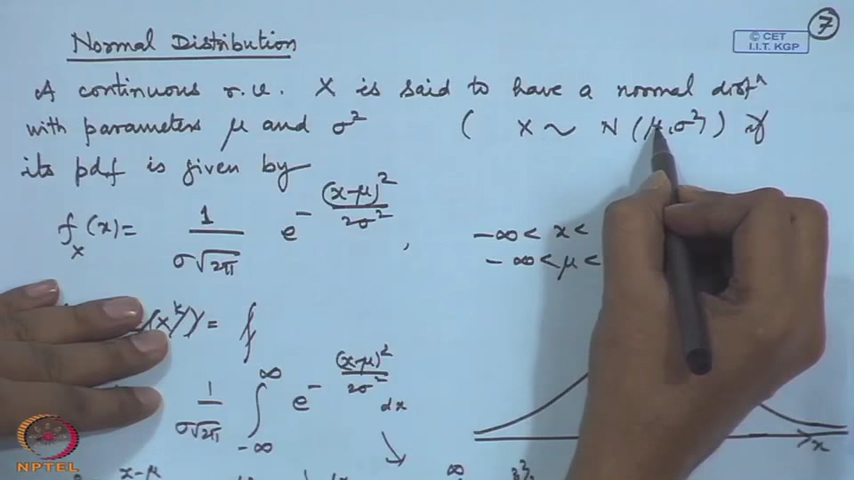 7
© CET
I.I.T. KGP
Normal Distribution
A continuous r.v. X is said to have a normal distⁿ
with parameters μ and σ² ( X ~ N (μ, σ²) ) if
its pdf is given by
f_X (x) = 1/(σ√2π) e^{-(x-μ)²/2σ²} , -∞ < x <
-∞ < μ <
1/(σ√2π) ∫_{-∞}^{∞} e^{-(x-μ)²/2σ²} dx
x
x-μ
NPTEL